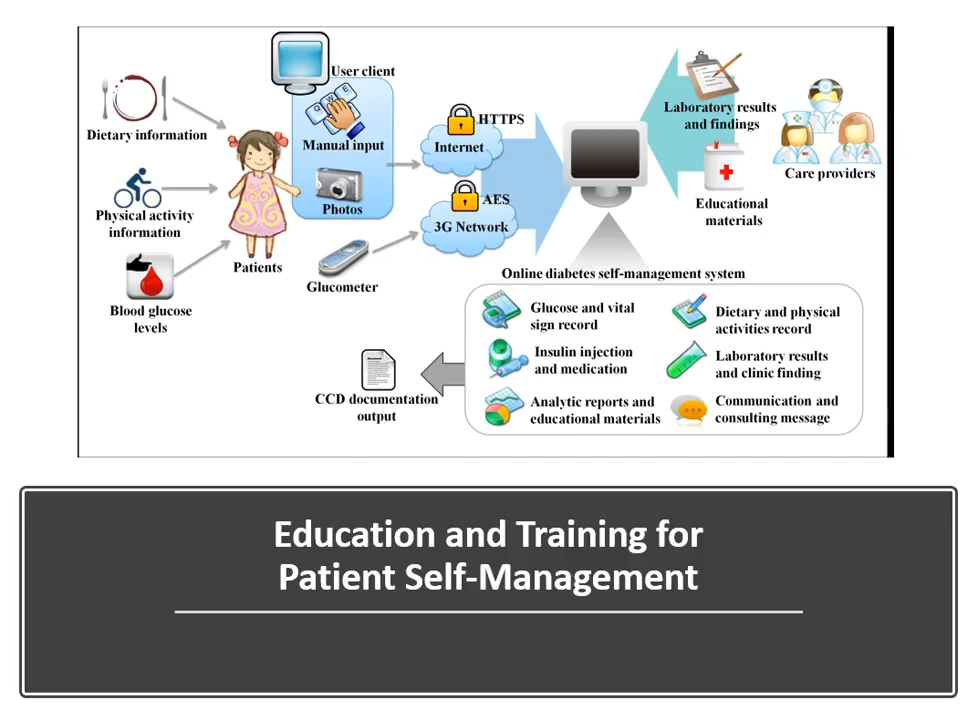 User client
Dietary information
Manual input
Photos
Physical activity
information
Blood glucose
levels
Patients
Glucometer
HTTPS
Internet
AES
3G Network
Laboratory results
and findings
Educational
materials
Care providers
Online diabetes self-management system
Glucose and vital
sign record
Dietary and physical
activities record
Insulin injection
and medication
Laboratory results
and clinic finding
Analytic reports and
educational materials
Communication and
consulting message
CCD documentation
output
Education and Training for
Patient Self-Management